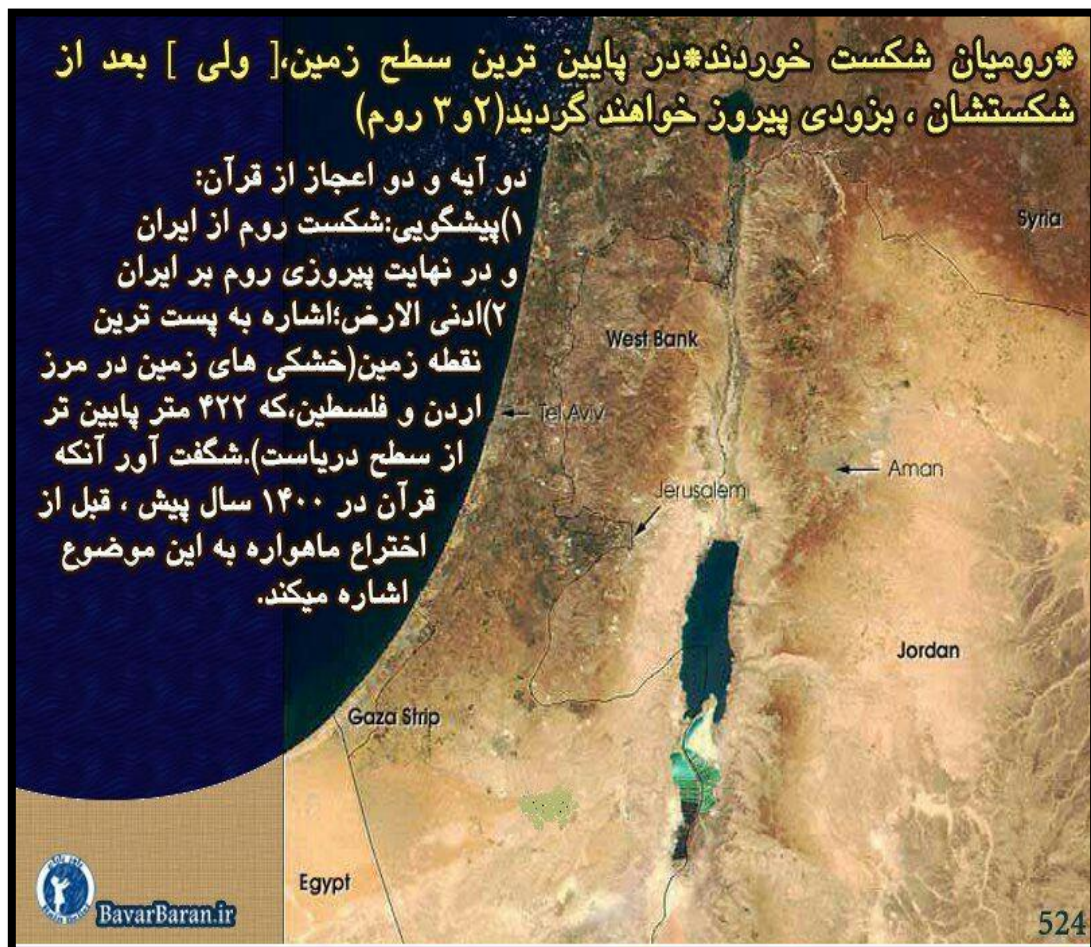 *رومیان شکست خوردند*در پایین ترین سطح زمین،[ ولی ] بعد از
شکستشان ، بزودی پیروز خواهند گردید(۲و۳ روم)
دو آیه و دو اعجاز از قرآن:
۱)پیشگویی:شکست روم از ایران
و در نهایت پیروزی روم بر ایران
۲)ادنی الارض؛اشاره به پست ترین
نقطه زمین(خشکی های زمین در مرز
اردن و فلسطین،که ۴۲۲ متر پایین تر
از سطح دریاست).شگفت آور آنکه
قرآن در ۱۴۰۰ سال پیش ، قبل از
اختراع ماهواره به این موضوع
اشاره میکند.
Syria
West Bank
Tel Aviv
Aman
Jerusalem
Jordan
Gaza Strip
Egypt
BavarBaran.ir
524